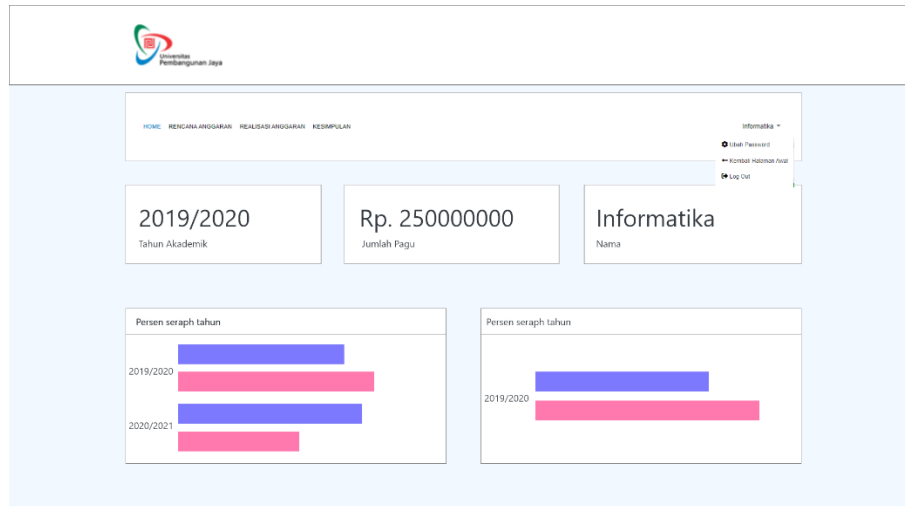 Universitas
Pembangunan Jaya
HOME RENCANA ANGGARAN REALISASI ANGGARAN KESIMPULAN
Informatika
Ubah Password
Kembali Halaman Awal
Log Out
2019/2020
Tahun Akademik
Rp. 250000000
Jumlah Pagu
Informatika
Nama
Persen seraph tahun
2019/2020
2020/2021
Persen seraph tahun
2019/2020